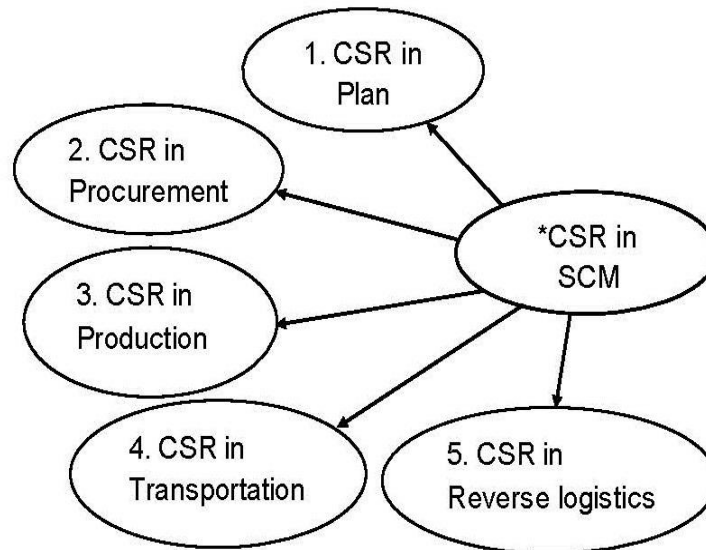 1. CSR in
Plan
2. CSR in
Procurement
*CSR in
SCM
3. CSR in
Production
4. CSR in
Transportation
5. CSR in
Reverse logistics